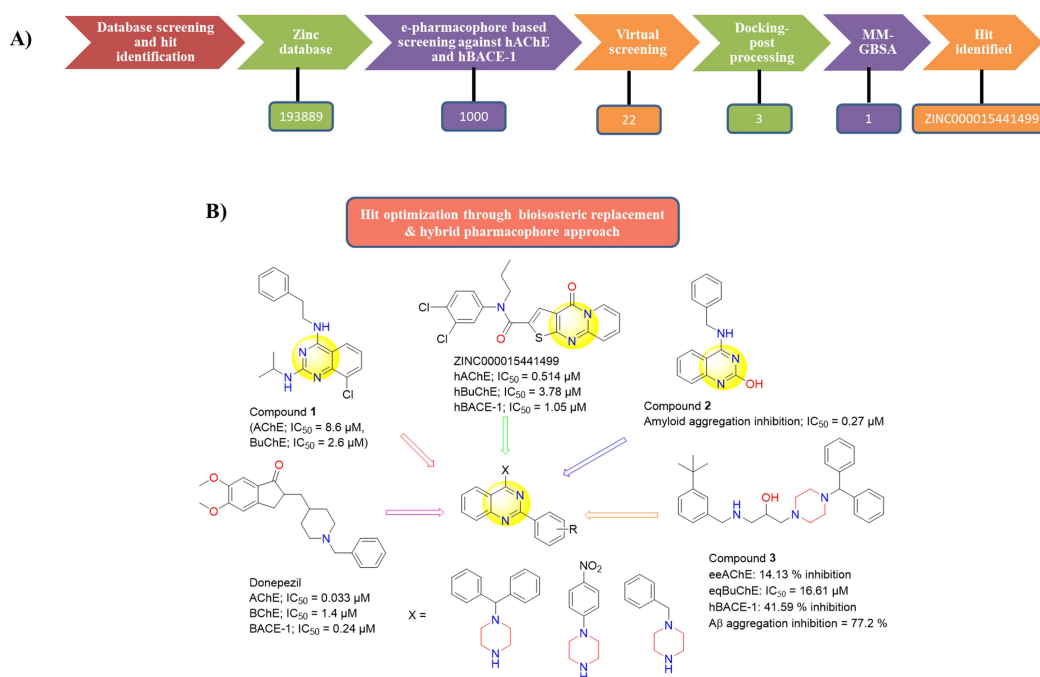 A)
Database screening
and hit
identification
Zinc
database
e-pharmacophore based
screening against hAChE
and hBACE-1
Virtual
screening
Docking-
post
processing
MM-
GBSA
Hit
identified
193889
1000
22
3
1
ZINC000015441499
B)
Hit optimization through bioisosteric replacement
& hybrid pharmacophore approach
NH
N
N
N
H
Cl
Compound 1
(AChE; IC50 = 8.6 µM,
BuChE; IC50 = 2.6 µM)
Cl
Cl
N
O
S
O
N
N
ZINC000015441499
hAChE; IC50 = 0.514 µM
hBuChE; IC50 = 3.78 µM
hBACE-1; IC50 = 1.05 µM
HN
N
N
OH
Compound 2
Amyloid aggregation inhibition; IC50 = 0.27 µM
O
O
O
N
Donepezil
AChE; IC50 = 0.033 µM
BChE; IC50 = 1.4 µM
BACE-1; IC50 = 0.24 µM
X
N
N
R
OH
N
H
N
N
Compound 3
eeAChE: 14.13 % inhibition
eqBuChE; IC50 = 16.61 µM
hBACE-1: 41.59 % inhibition
Aβ aggregation inhibition = 77.2 %
X =
N
N
H
NO2
N
N
H
N
N
H